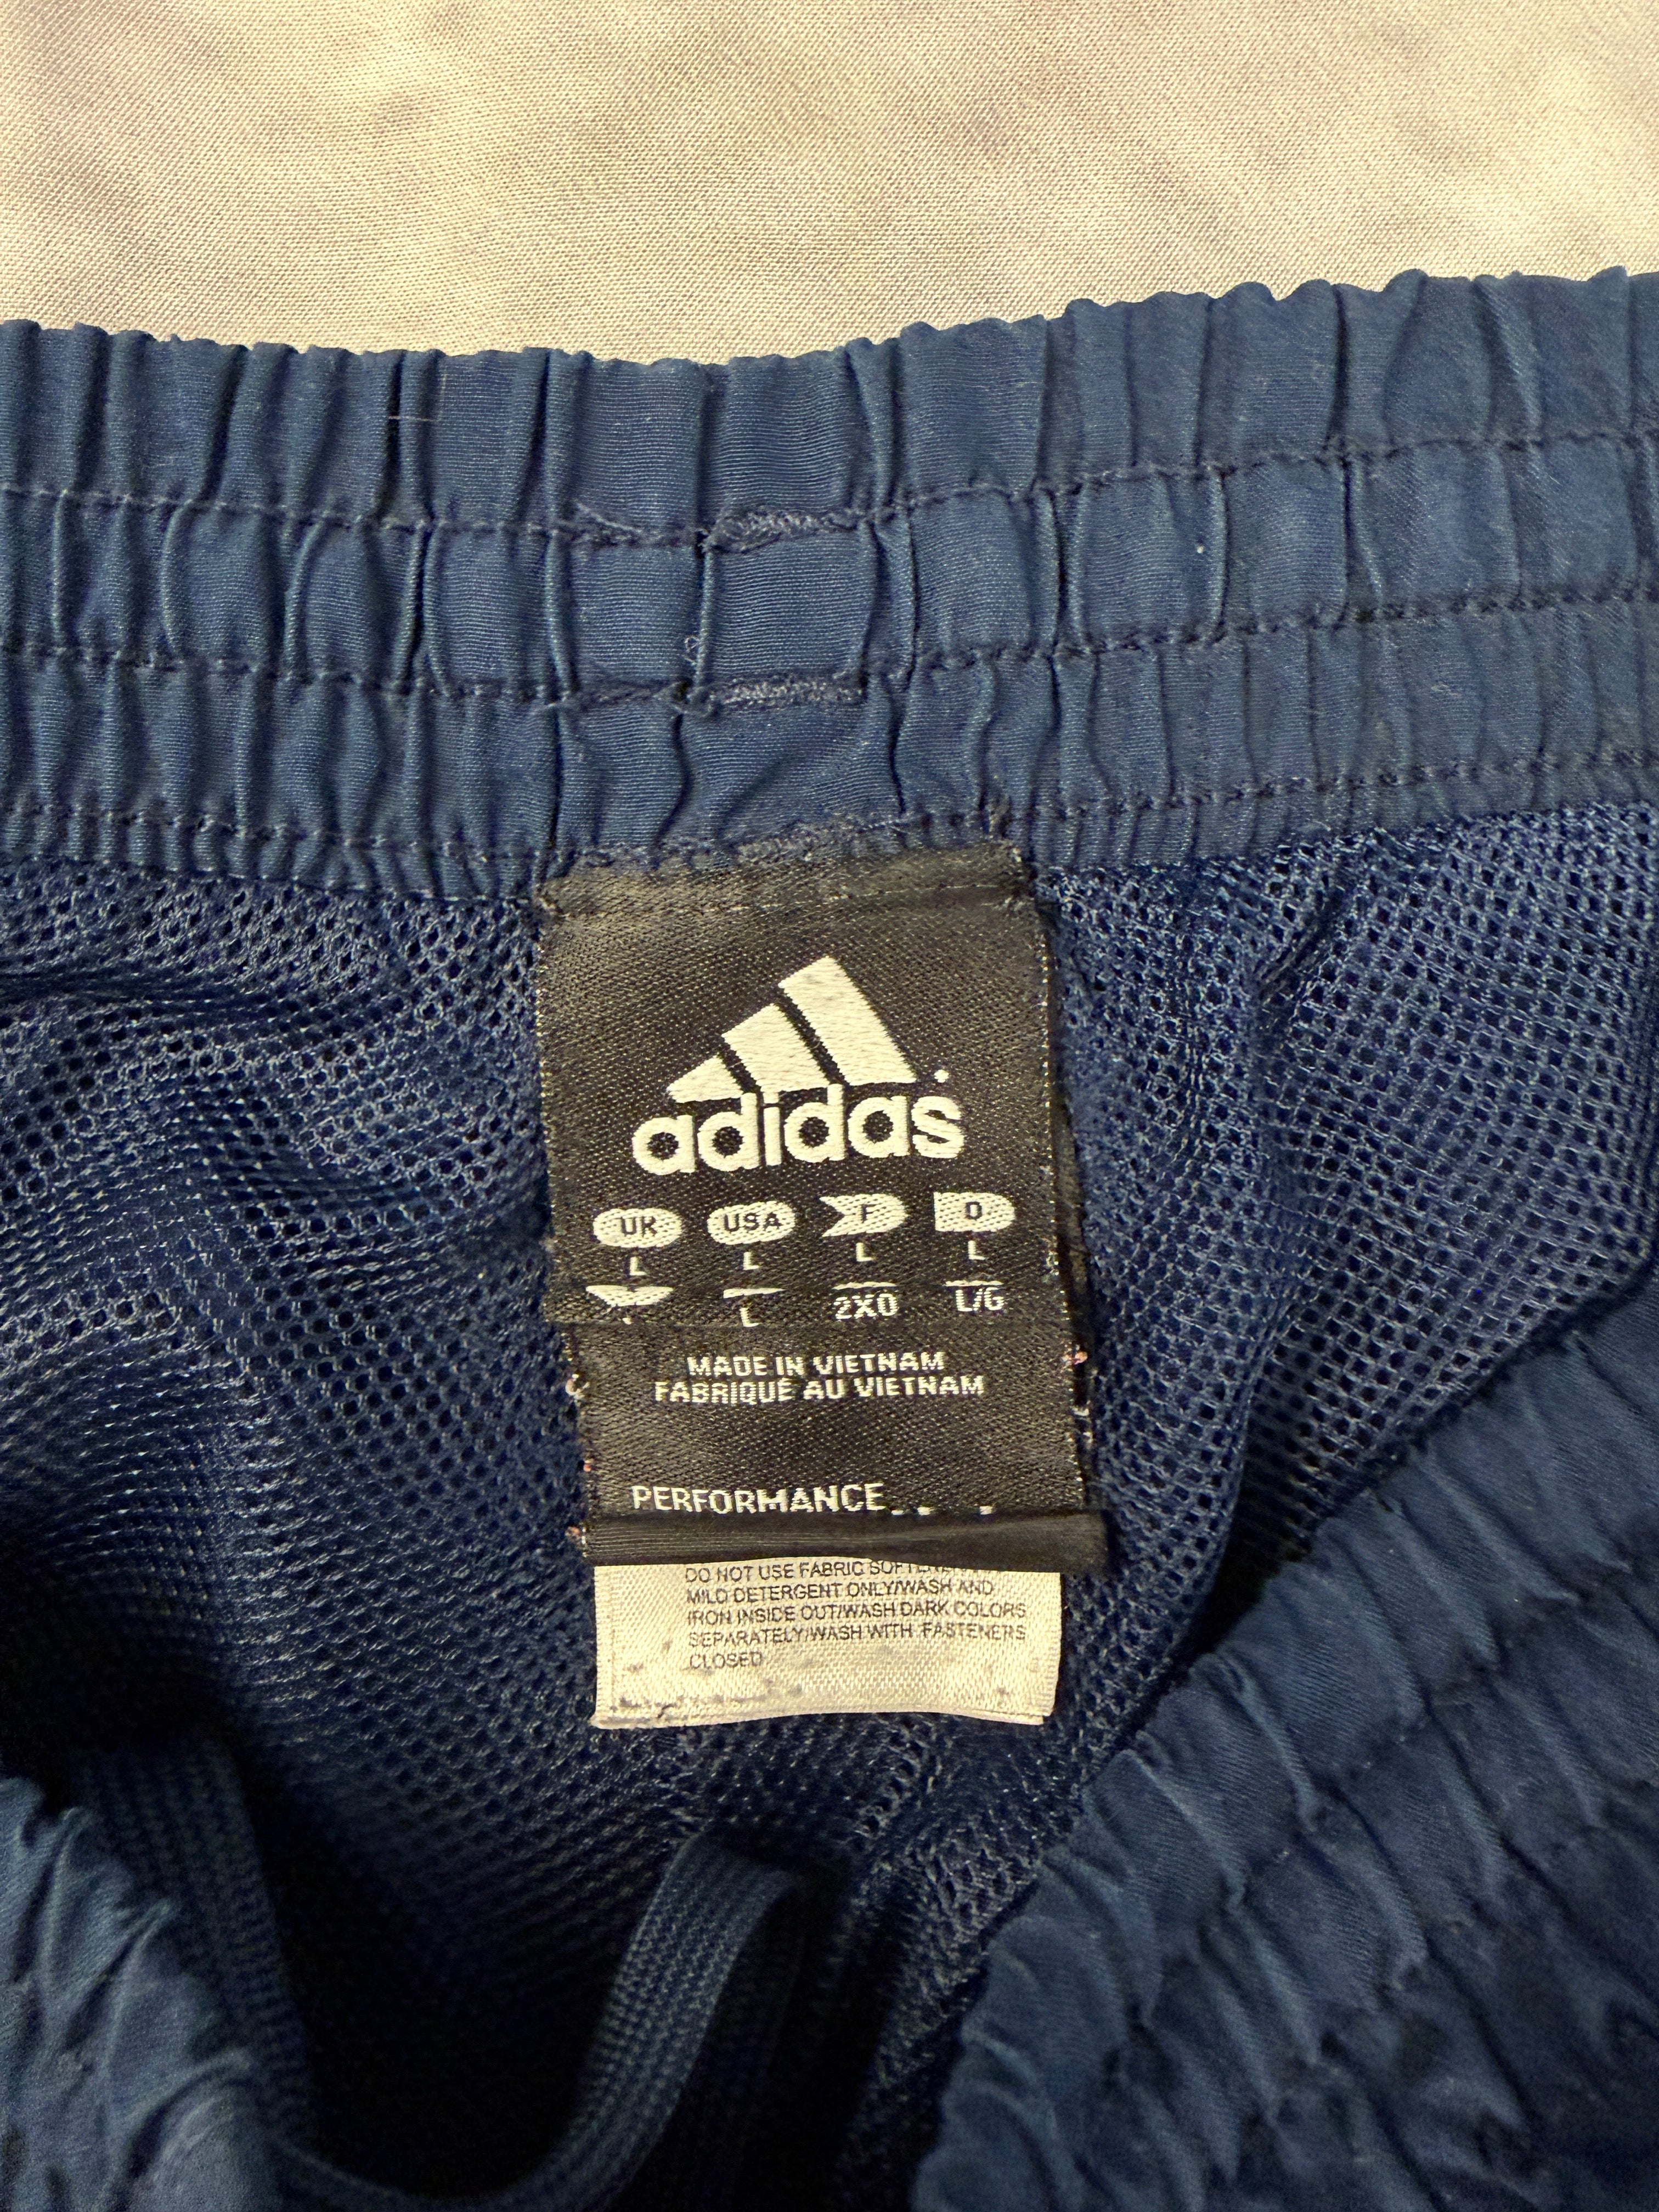 adidas
UK USA F D
L L L L
L 2XO L/G
MADE IN VIETNAM
FABRIQUÉ AU VIETNAM
PERFORMANCE
DO NOT USE FABRIC
MILD DETERGENT ONLY/WASH AND
IRON INSIDE OUT/WASH DARK COLORS
SEPARATELY/WASH WITH FASTENERS
CLOSED